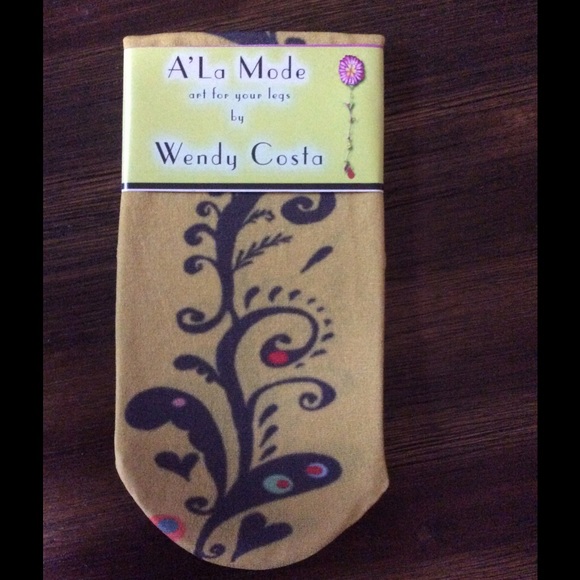 A'La Mode
art for your legs
by
Wendy Costa